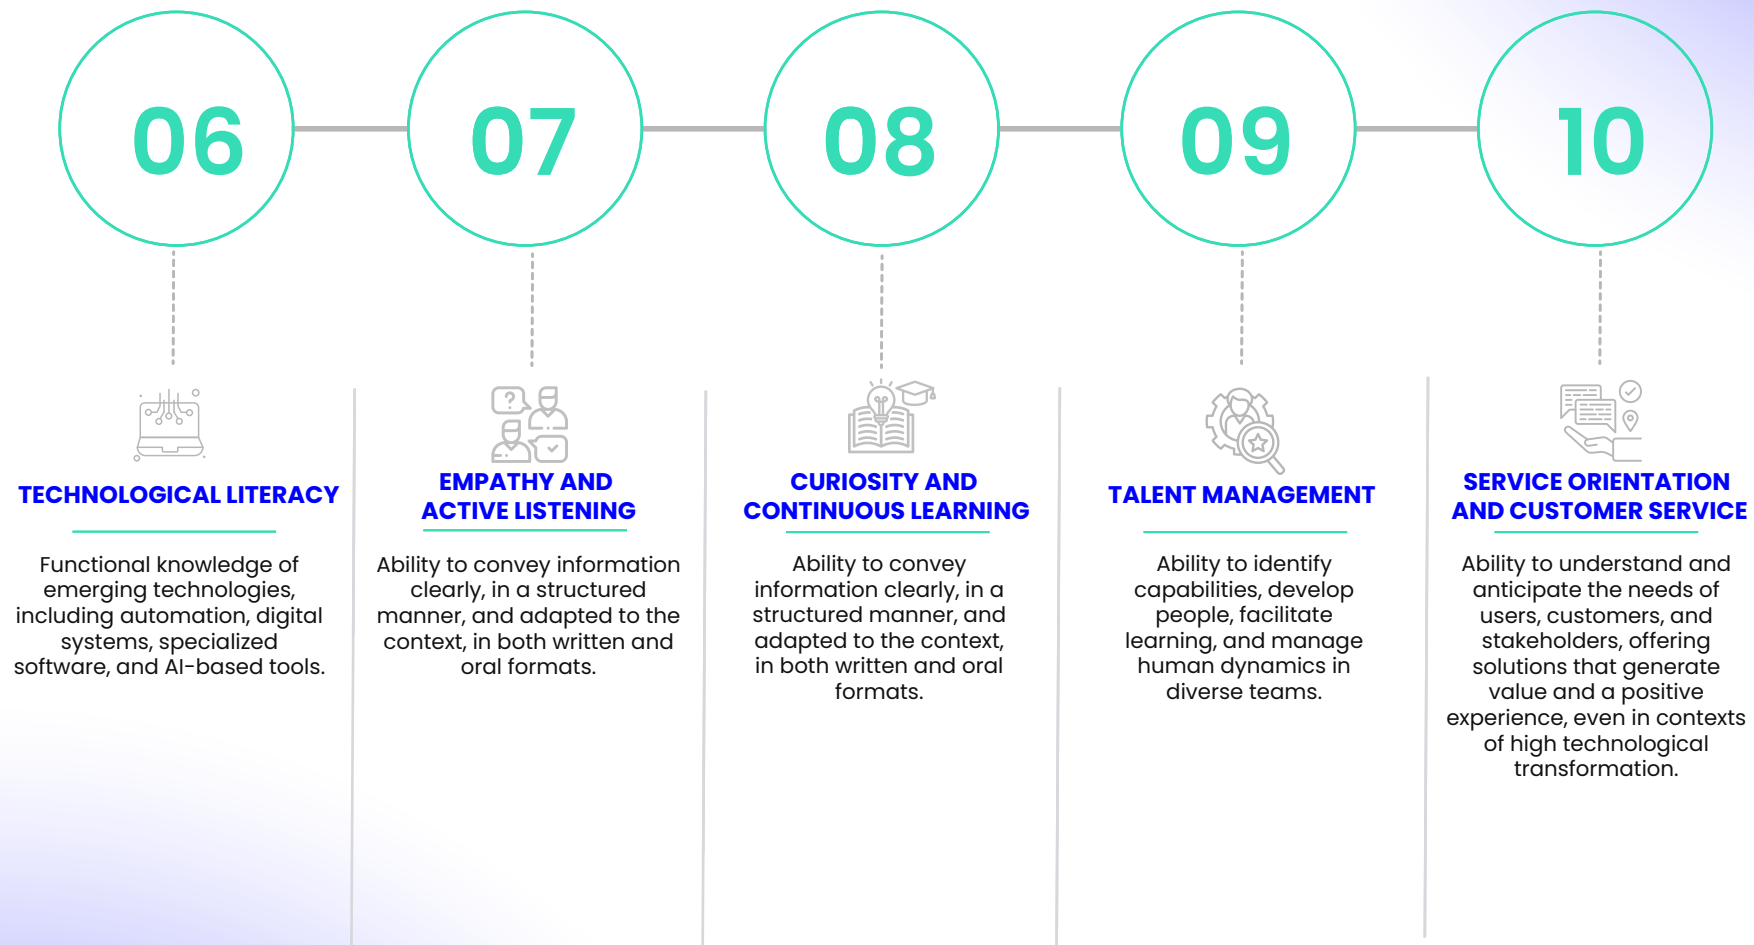 06
07
08
09
10
TECHNOLOGICAL LITERACY
Functional knowledge of
emerging technologies,
including automation, digital
systems, specialized
software, and AI-based tools.
?
EMPATHY AND
ACTIVE LISTENING
Ability to convey information
clearly, in a structured
manner, and adapted to the
context, in both written and
oral formats.
CURIOSITY AND
CONTINUOUS LEARNING
Ability to convey
information clearly, in a
structured manner, and
adapted to the context,
in both written and oral
formats.
TALENT MANAGEMENT
Ability to identify
capabilities, develop
people, facilitate
learning, and manage
human dynamics in
diverse teams.
SERVICE ORIENTATION
AND CUSTOMER SERVICE
Ability to understand and
anticipate the needs of
users, customers, and
stakeholders, offering
solutions that generate
value and a positive
experience, even in contexts
of high technological
transformation.